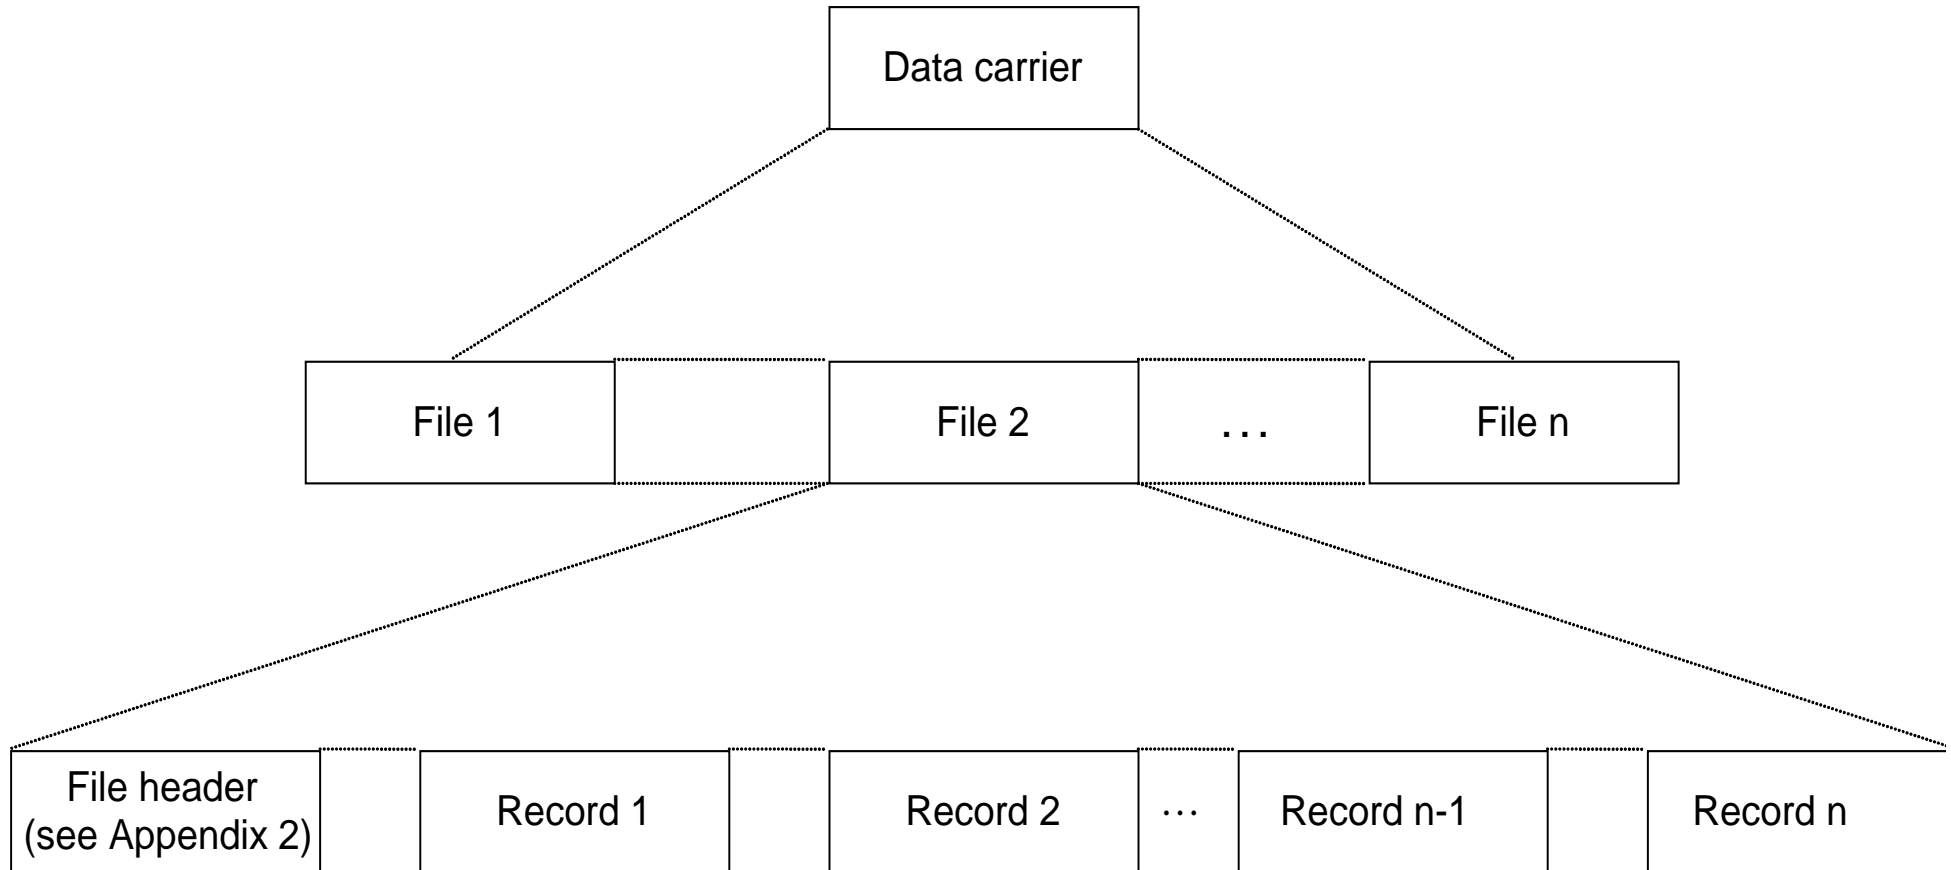 Data carrier
File 1
File 2
...
File n
File header
(see Appendix 2)
Record 1
Record 2
...
Record n-1
Record n